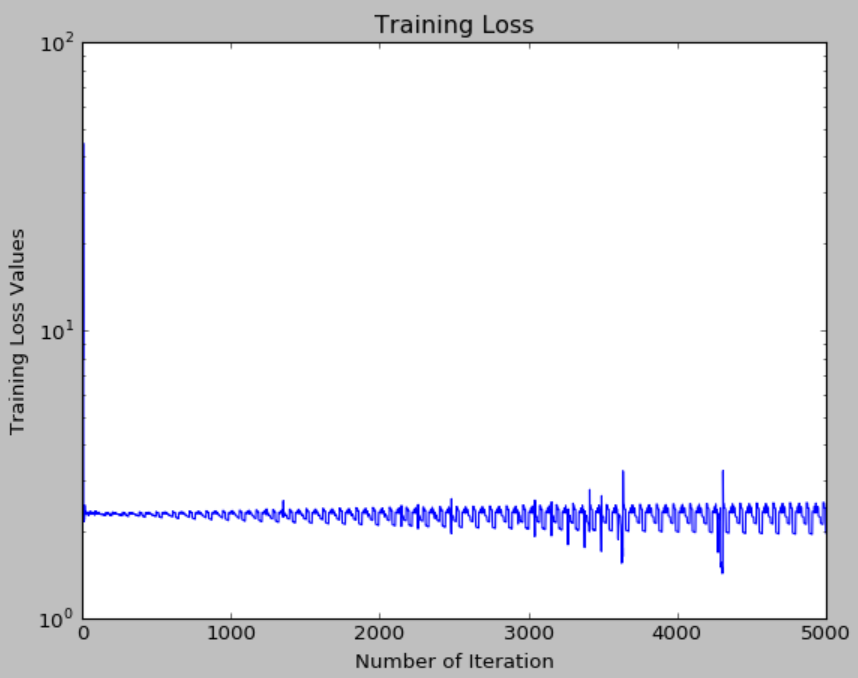 Training Loss
10²
10¹
10⁰
Training Loss Values
0 1000 2000 3000 4000 5000
Number of Iteration